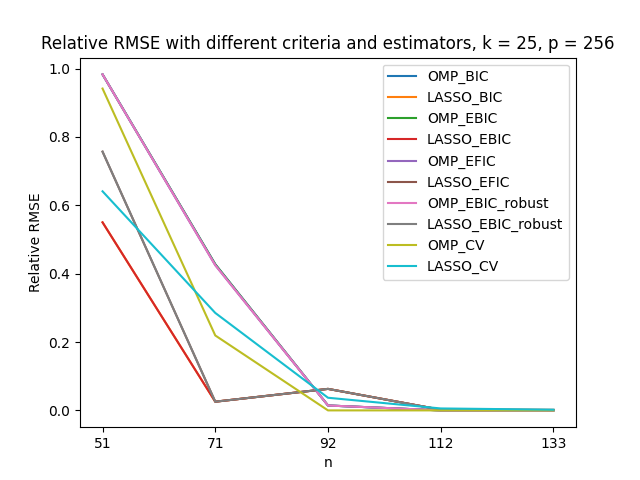 Relative RMSE with different criteria and estimators, k = 25, p = 256
1.0
0.8
0.6
0.4
0.2
0.0
Relative RMSE
OMP_BIC
LASSO_BIC
OMP_EBIC
LASSO_EBIC
OMP_EFIC
LASSO_EFIC
OMP_EBIC_robust
LASSO_EBIC_robust
OMP_CV
LASSO_CV
51 71 92 112 133
n